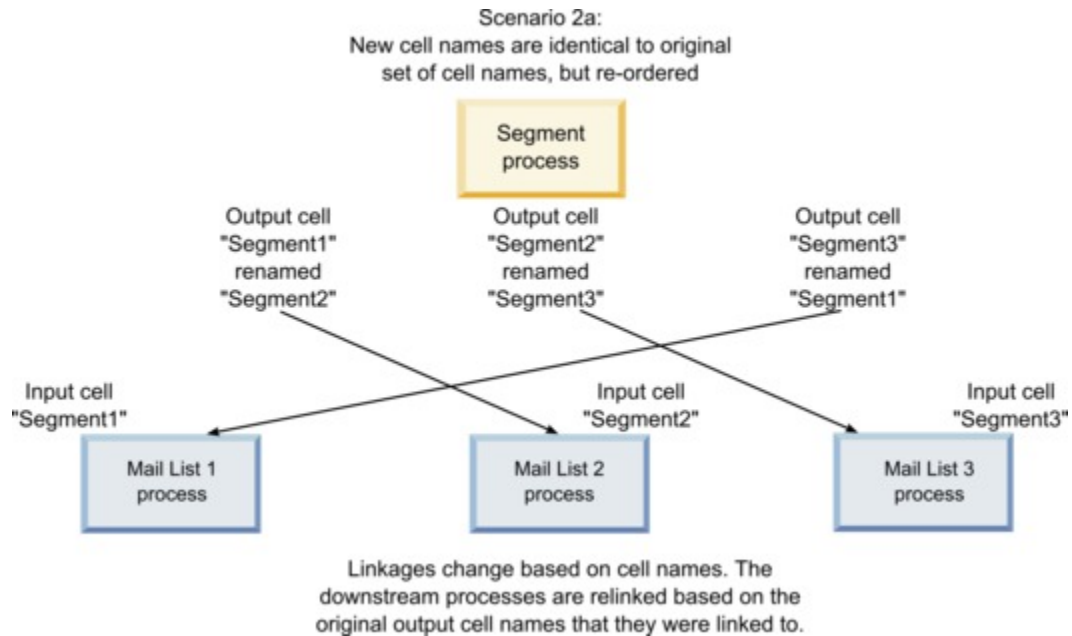 Scenario 2a:
New cell names are identical to original
set of cell names, but re-ordered
Segment
process
Output cell
"Segment1"
renamed
"Segment2"
Output cell
"Segment2"
renamed
"Segment3"
Output cell
"Segment3"
renamed
"Segment1"
Input cell
"Segment1"
Input cell
"Segment2"
Input cell
"Segment3"
Mail List 1
process
Mail List 2
process
Mail List 3
process
Linkages change based on cell names. The
downstream processes are relinked based on the
original output cell names that they were linked to.